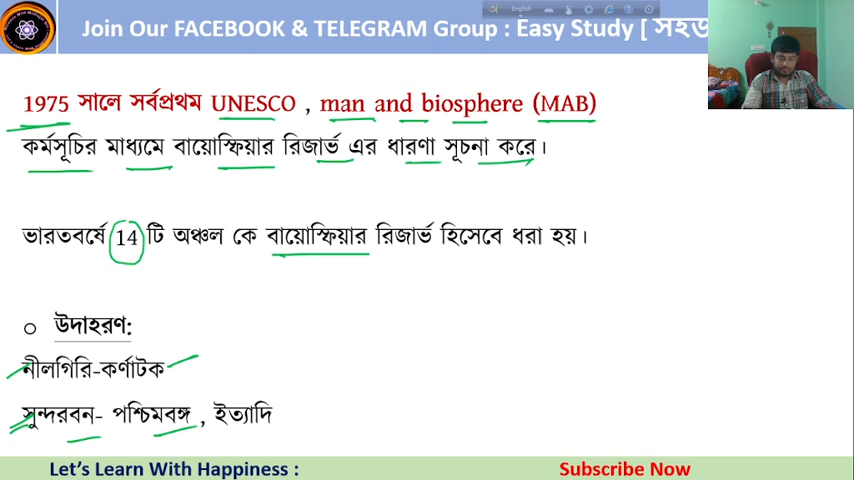 Join Our FACEBOOK & TELEGRAM Group : Easy Study [ সহজ
English
1975 সালে সর্বপ্রথম UNESCO , man and biosphere (MAB)
কর্মসূচির মাধ্যমে বায়োস্ফিয়ার রিজার্ভ এর ধারণা সূচনা করে।
ভারতবর্ষে 14 টি অঞ্চল কে বায়োস্ফিয়ার রিজার্ভ হিসেবে ধরা হয়।
○ উদাহরণ:
নীলগিরি-কর্ণাটক
সুন্দরবন- পশ্চিমবঙ্গ , ইত্যাদি
Let's Learn With Happiness :
Subscribe Now